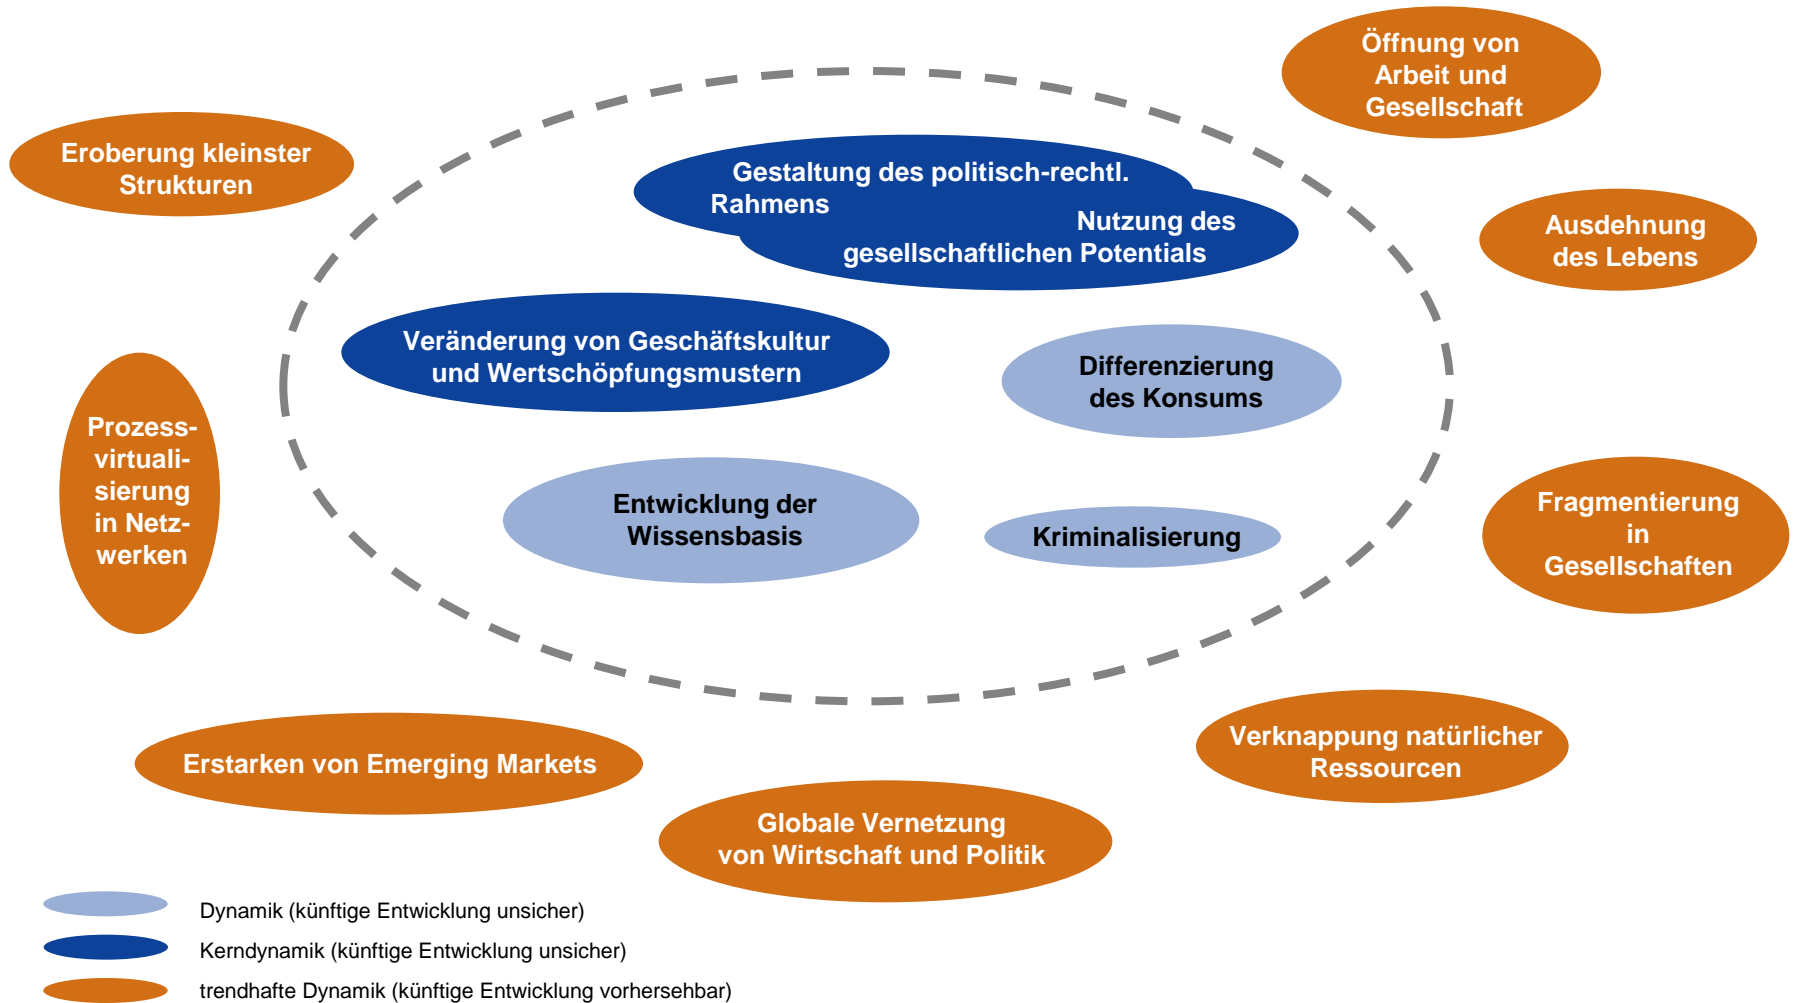 Öffnung von
Arbeit und
Gesellschaft
Eroberung kleinster
Strukturen
Gestaltung des politisch-rechtl.
Rahmens
Nutzung des
gesellschaftlichen Potentials
Ausdehnung
des Lebens
Veränderung von Geschäftskultur
und Wertschöpfungsmustern
Differenzierung
des Konsums
Prozess-
virtuali-
sierung
in Netz-
werken
Entwicklung der
Wissensbasis
Kriminalisierung
Fragmentierung
in
Gesellschaften
Erstarken von Emerging Markets
Verknappung natürlicher
Ressourcen
Globale Vernetzung
von Wirtschaft und Politik
Dynamik (künftige Entwicklung unsicher)
Kerndynamik (künftige Entwicklung unsicher)
trendhafte Dynamik (künftige Entwicklung vorhersehbar)